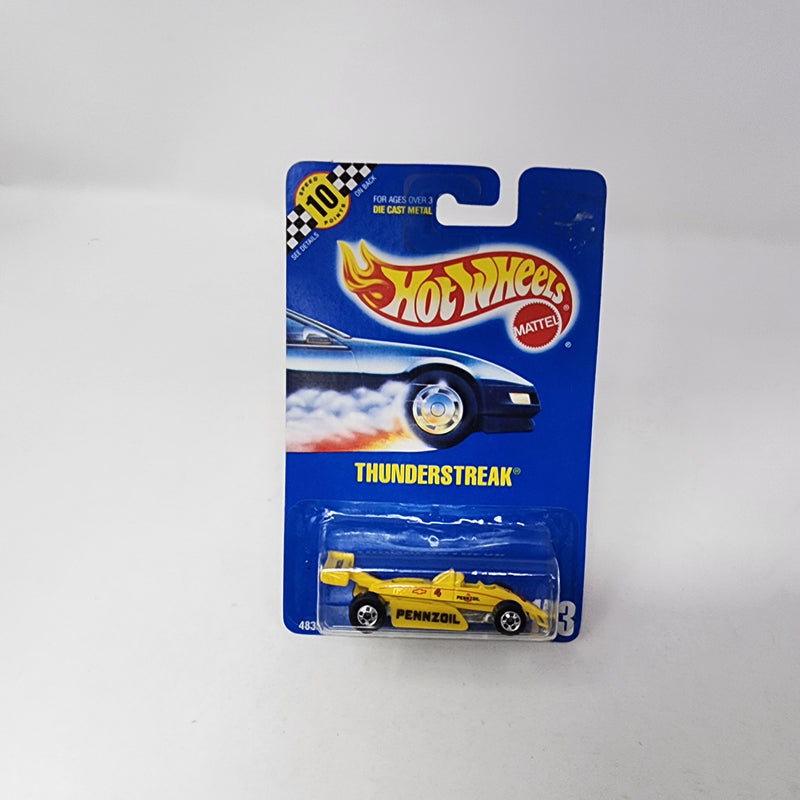 SPEED
10
POINTS
SEE DETAILS
ON BACK
FOR AGES OVER 3
DIE CAST METAL
HOT WHEELS®
MATTEL
®
THUNDERSTREAK®
4
PENNZOIL
PENNZOIL
483
3